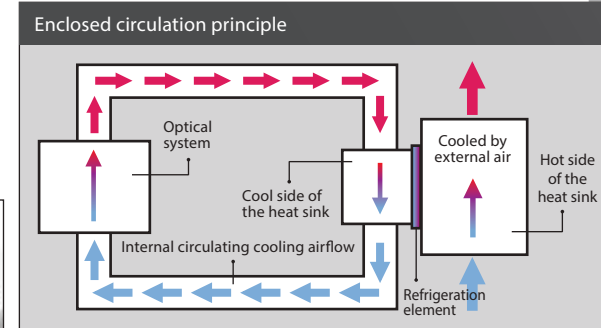 Enclosed circulation principle
Optical
system
Cooled by
external air
Hot side
of the
heat sink
Cool side of
the heat sink
Internal circulating cooling airflow
Refrigeration
element